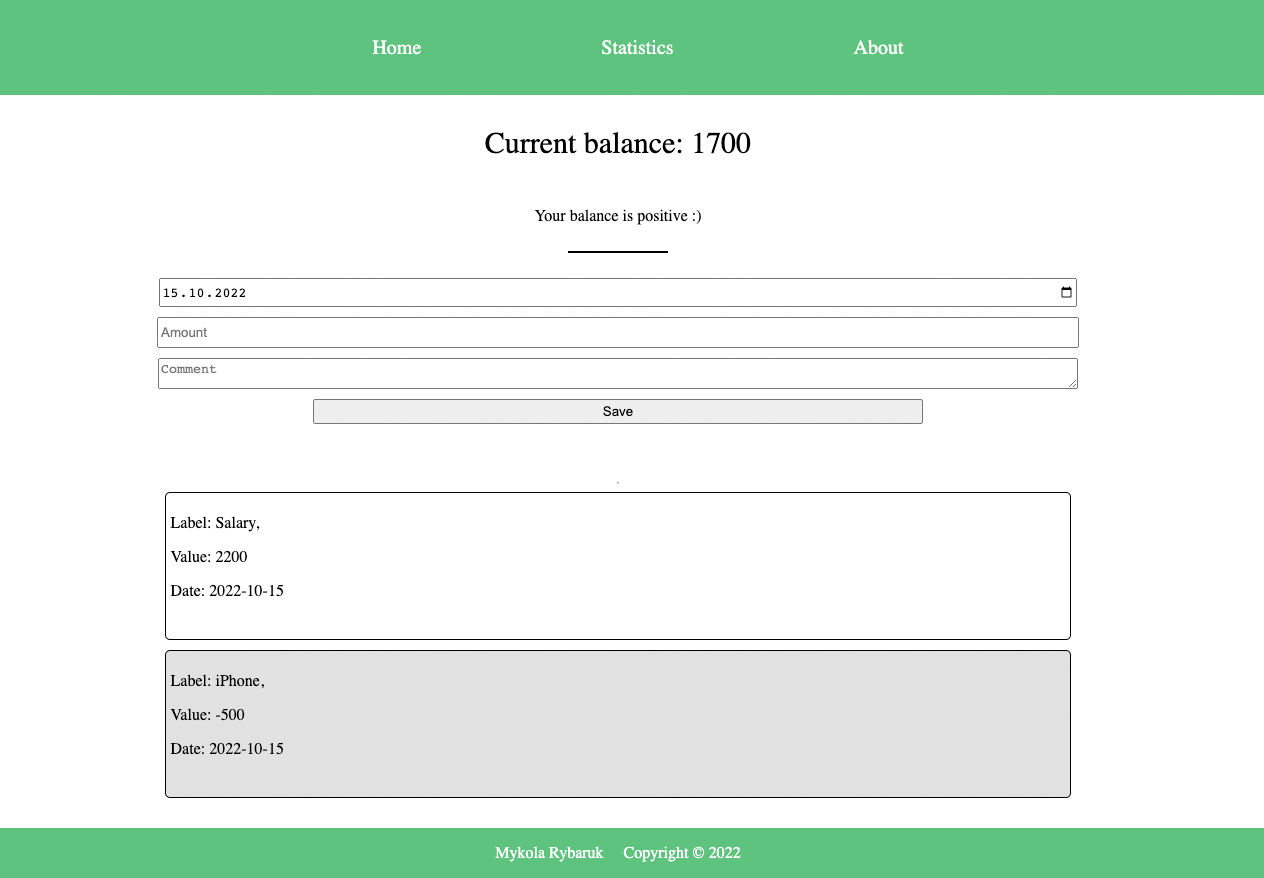 Home Statistics About
Current balance: 1700
Your balance is positive :)
15.10.2022
Amount
Comment
Save
Label: Salary,
Value: 2200
Date: 2022-10-15
Label: iPhone,
Value: -500
Date: 2022-10-15
Mykola Rybaruk Copyright © 2022